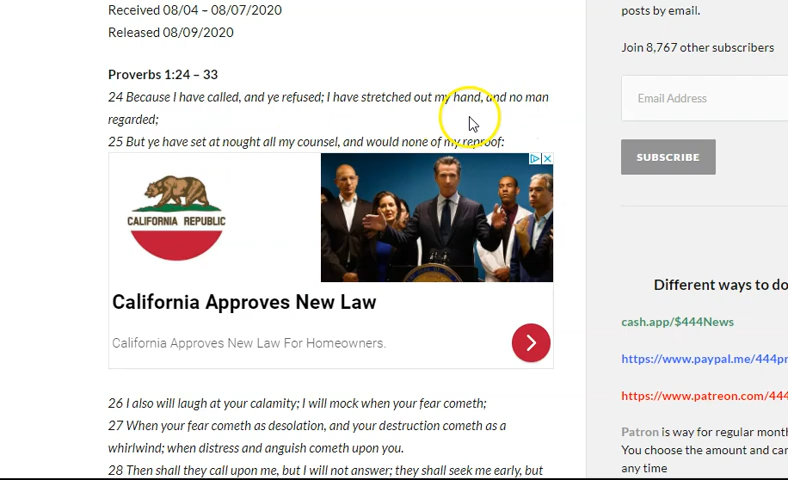 Received 08/04 – 08/07/2020
Released 08/09/2020
Proverbs 1:24 – 33
24 Because I have called, and ye refused; I have stretched out my hand, and no man
regarded;
25 But ye have set at nought all my counsel, and would none of my reproof:
CALIFORNIA REPUBLIC
California Approves New Law
California Approves New Law For Homeowners.
26 I also will laugh at your calamity; I will mock when your fear cometh;
27 When your fear cometh as desolation, and your destruction cometh as a
whirlwind; when distress and anguish cometh upon you.
28 Then shall they call upon me, but I will not answer; they shall seek me early, but
posts by email.
Join 8,767 other subscribers
Email Address
SUBSCRIBE
Different ways to do
cash.app/$444News
https://www.paypal.me/444pr
https://www.patreon.com/444
Patron is way for regular month
You choose the amount and can
any time